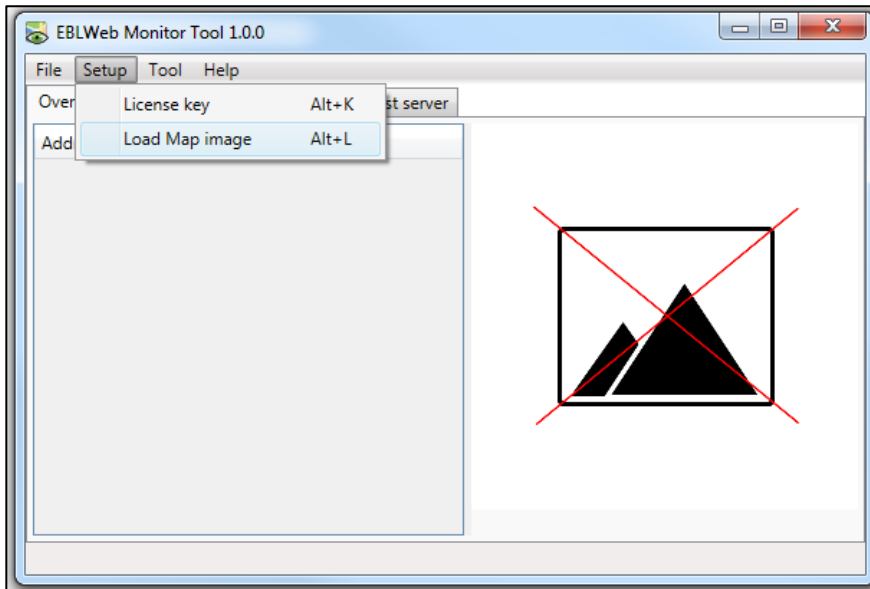 EBLWeb Monitor Tool 1.0.0
File Setup Tool Help
Over st server
License key Alt+K
Add
Load Map image Alt+L